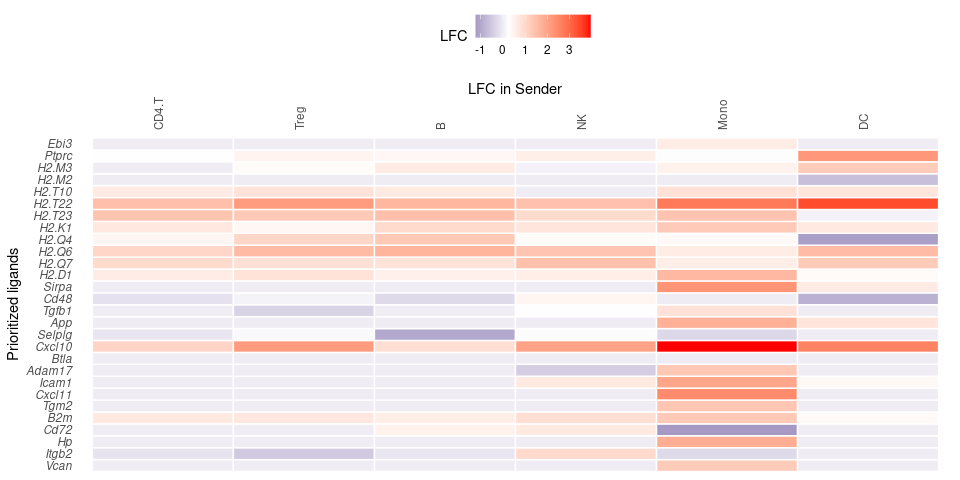 LFC
-1 0 1 2 3
LFC in Sender
CD4.T Treg B NK Mono DC
Prioritized ligands
Ebi3
Ptprc
H2.M3
H2.M2
H2.T10
H2.T22
H2.T23
H2.K1
H2.Q4
H2.Q6
H2.Q7
H2.D1
Sirpa
Cd48
Tgfb1
App
Selplg
Cxcl10
Btla
Adam17
Icam1
Cxcl11
Tgm2
B2m
Cd72
Hp
Itgb2
Vcan